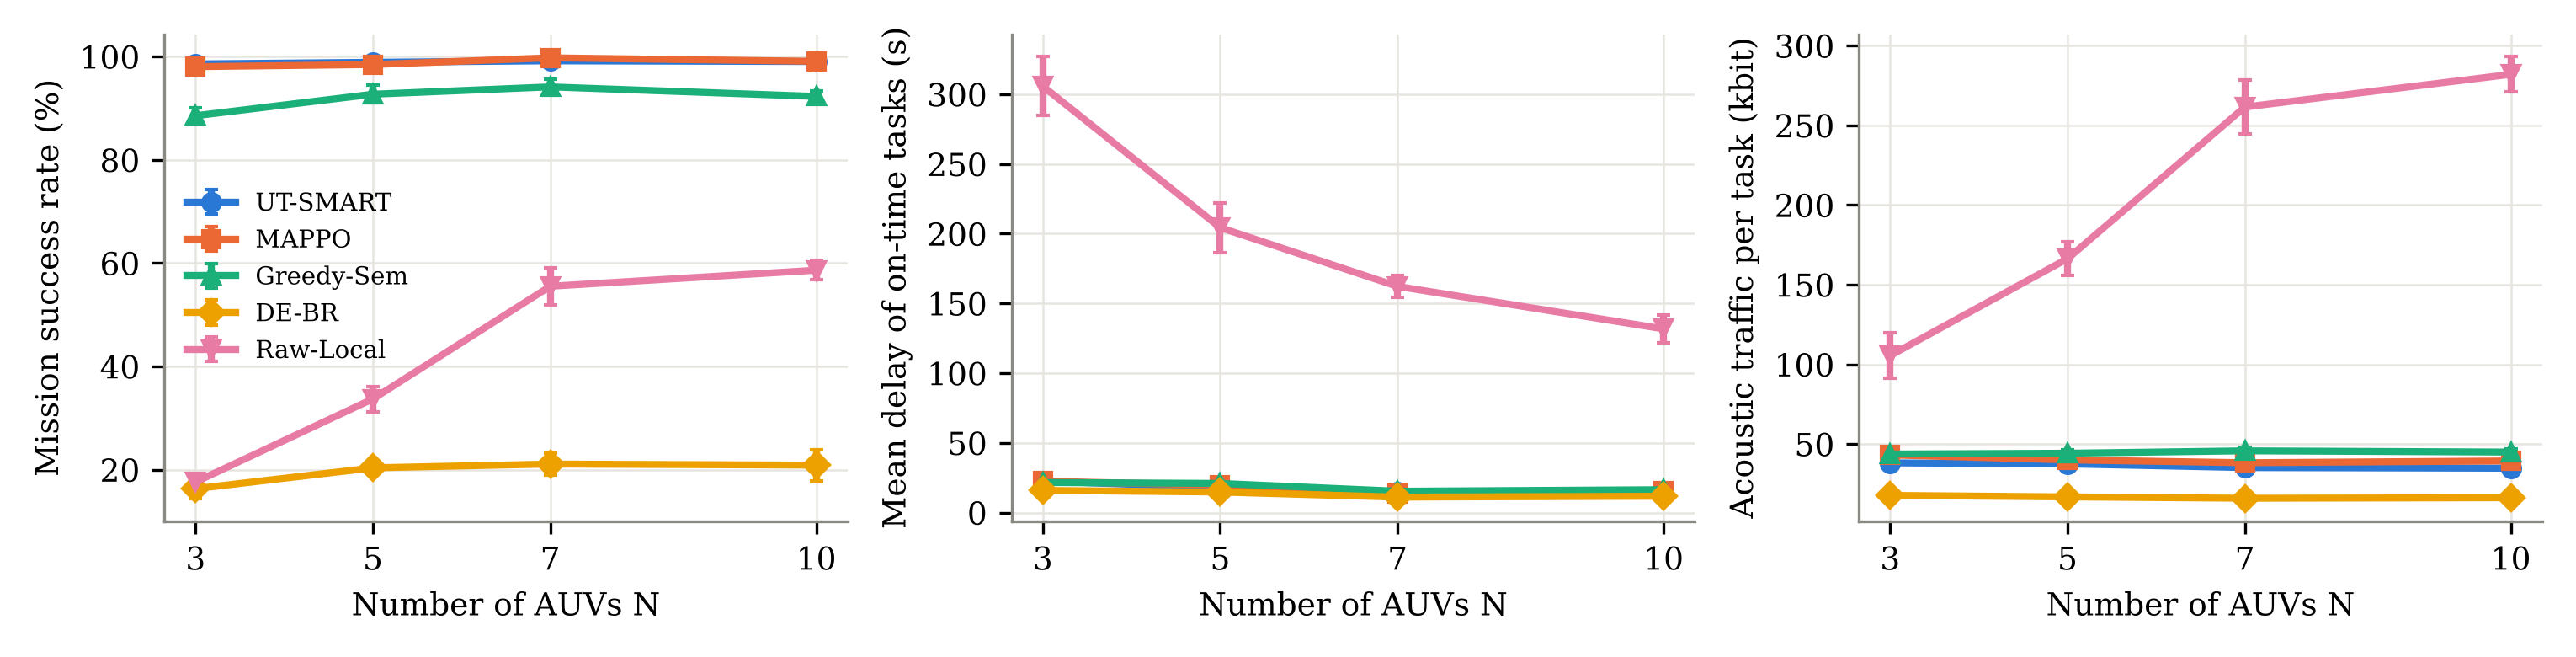 Mission success rate (%)
100
80
60
40
20
UT-SMART
MAPPO
Greedy-Sem
DE-BR
Raw-Local
3 5 7 10
Number of AUVs N
Mean delay of on-time tasks (s)
300
250
200
150
100
50
0
3 5 7 10
Number of AUVs N
Acoustic traffic per task (kbit)
300
250
200
150
100
50
3 5 7 10
Number of AUVs N